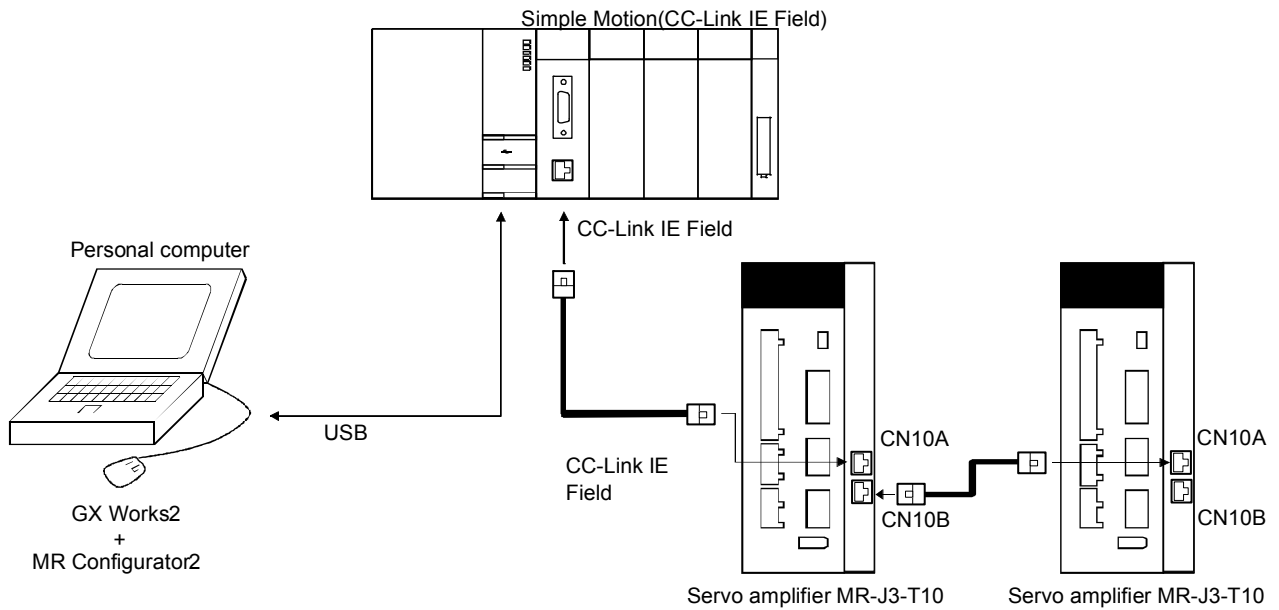 Simple Motion(CC-Link IE Field)
CC-Link IE Field
Personal computer
USB
CC-Link IE
Field
CN10A
CN10B
CN10A
CN10B
GX Works2
+
MR Configurator2
Servo amplifier MR-J3-T10
Servo amplifier MR-J3-T10